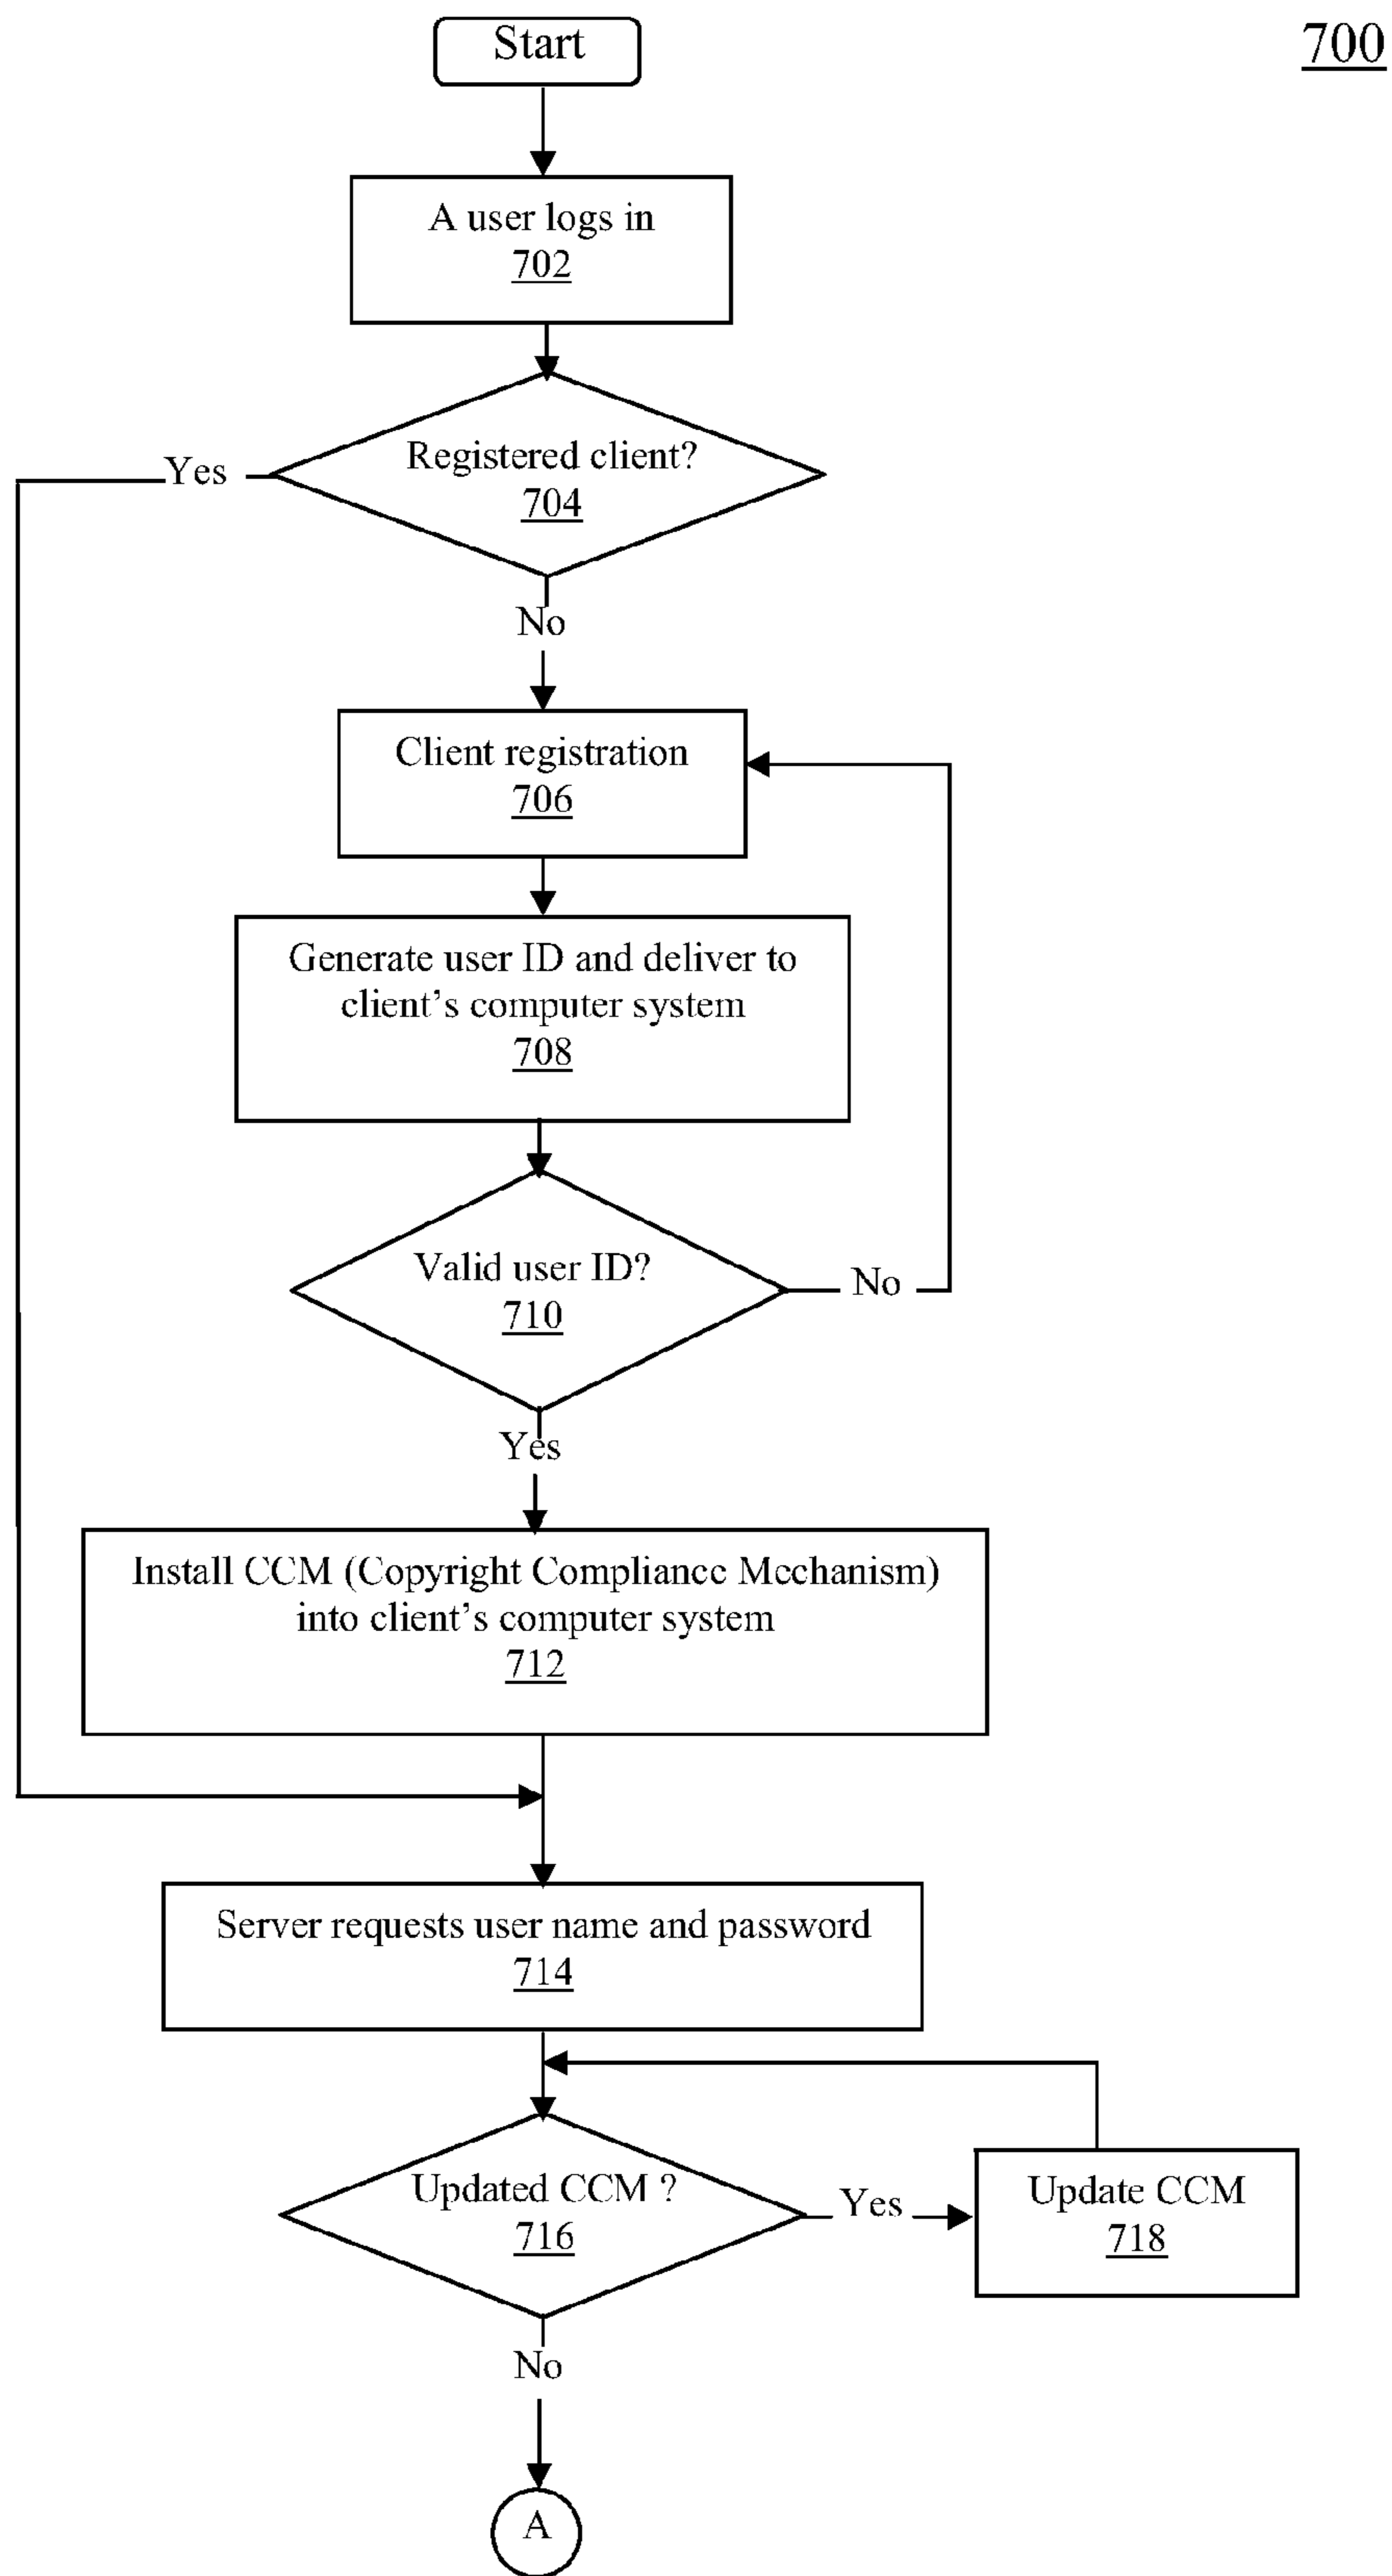 700
Start
A user logs in
702
Registered client?
704
Yes
No
Client registration
706
Generate user ID and deliver to
client's computer system
708
Valid user ID?
710
No
Yes
Install CCM (Copyright Compliance Mechanism)
into client's computer system
712
Server requests user name and password
714
Updated CCM ?
716
Yes
Update CCM
718
No
A